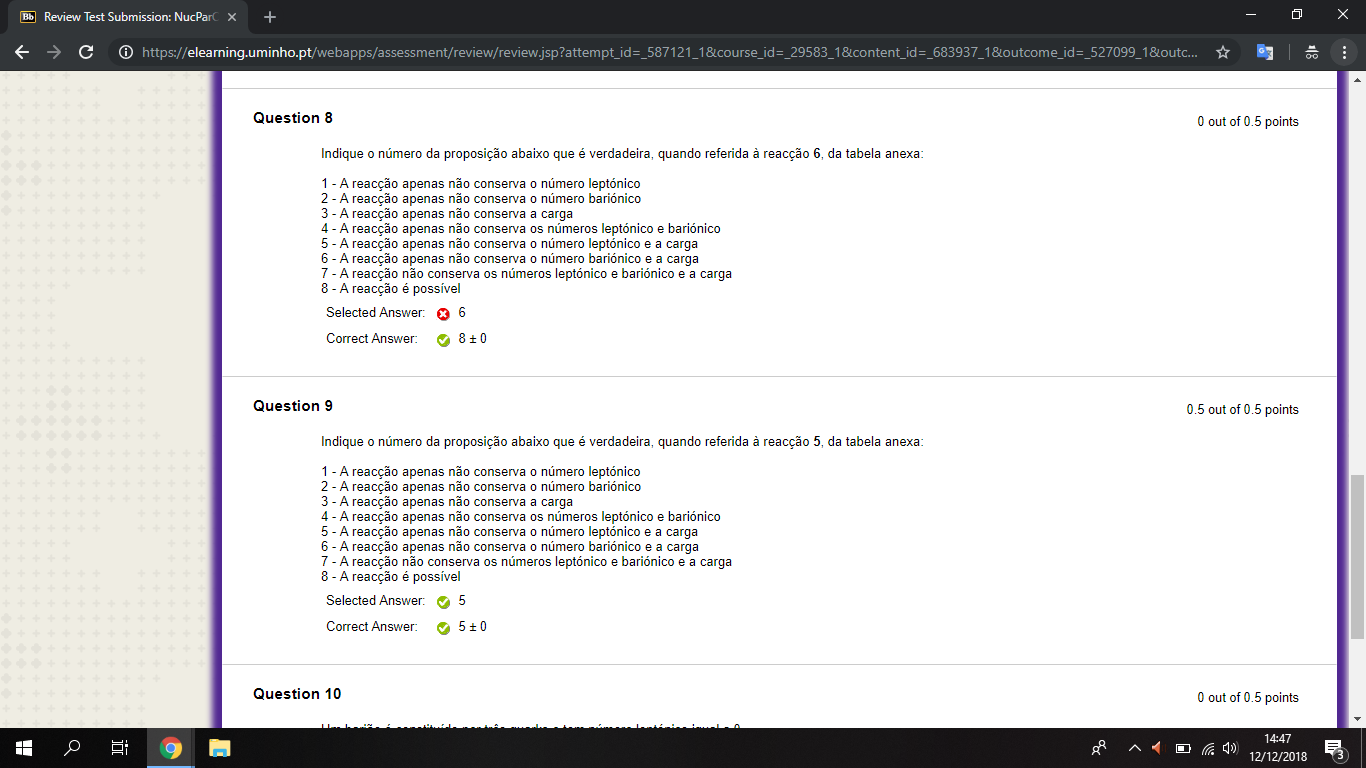 Bb Review Test Submission: NucParC
https://elearning.uminho.pt/webapps/assessment/review/review.jsp?attempt_id=_587121_1&course_id=_29583_1&content_id=_683937_1&outcome_id=_527099_1&outc...
Question 8
0 out of 0.5 points
Indique o número da proposição abaixo que é verdadeira, quando referida à reacção 6, da tabela anexa:
1 - A reacção apenas não conserva o número leptónico
2 - A reacção apenas não conserva o número bariónico
3 - A reacção apenas não conserva a carga
4 - A reacção apenas não conserva os números leptónico e bariónico
5 - A reacção apenas não conserva o número leptónico e a carga
6 - A reacção apenas não conserva o número bariónico e a carga
7 - A reacção não conserva os números leptónico e bariónico e a carga
8 - A reacção é possível
Selected Answer: 6
Correct Answer: 8 ± 0
Question 9
0.5 out of 0.5 points
Indique o número da proposição abaixo que é verdadeira, quando referida à reacção 5, da tabela anexa:
1 - A reacção apenas não conserva o número leptónico
2 - A reacção apenas não conserva o número bariónico
3 - A reacção apenas não conserva a carga
4 - A reacção apenas não conserva os números leptónico e bariónico
5 - A reacção apenas não conserva o número leptónico e a carga
6 - A reacção apenas não conserva o número bariónico e a carga
7 - A reacção não conserva os números leptónico e bariónico e a carga
8 - A reacção é possível
Selected Answer: 5
Correct Answer: 5 ± 0
Question 10
0 out of 0.5 points
14:47
12/12/2018
3